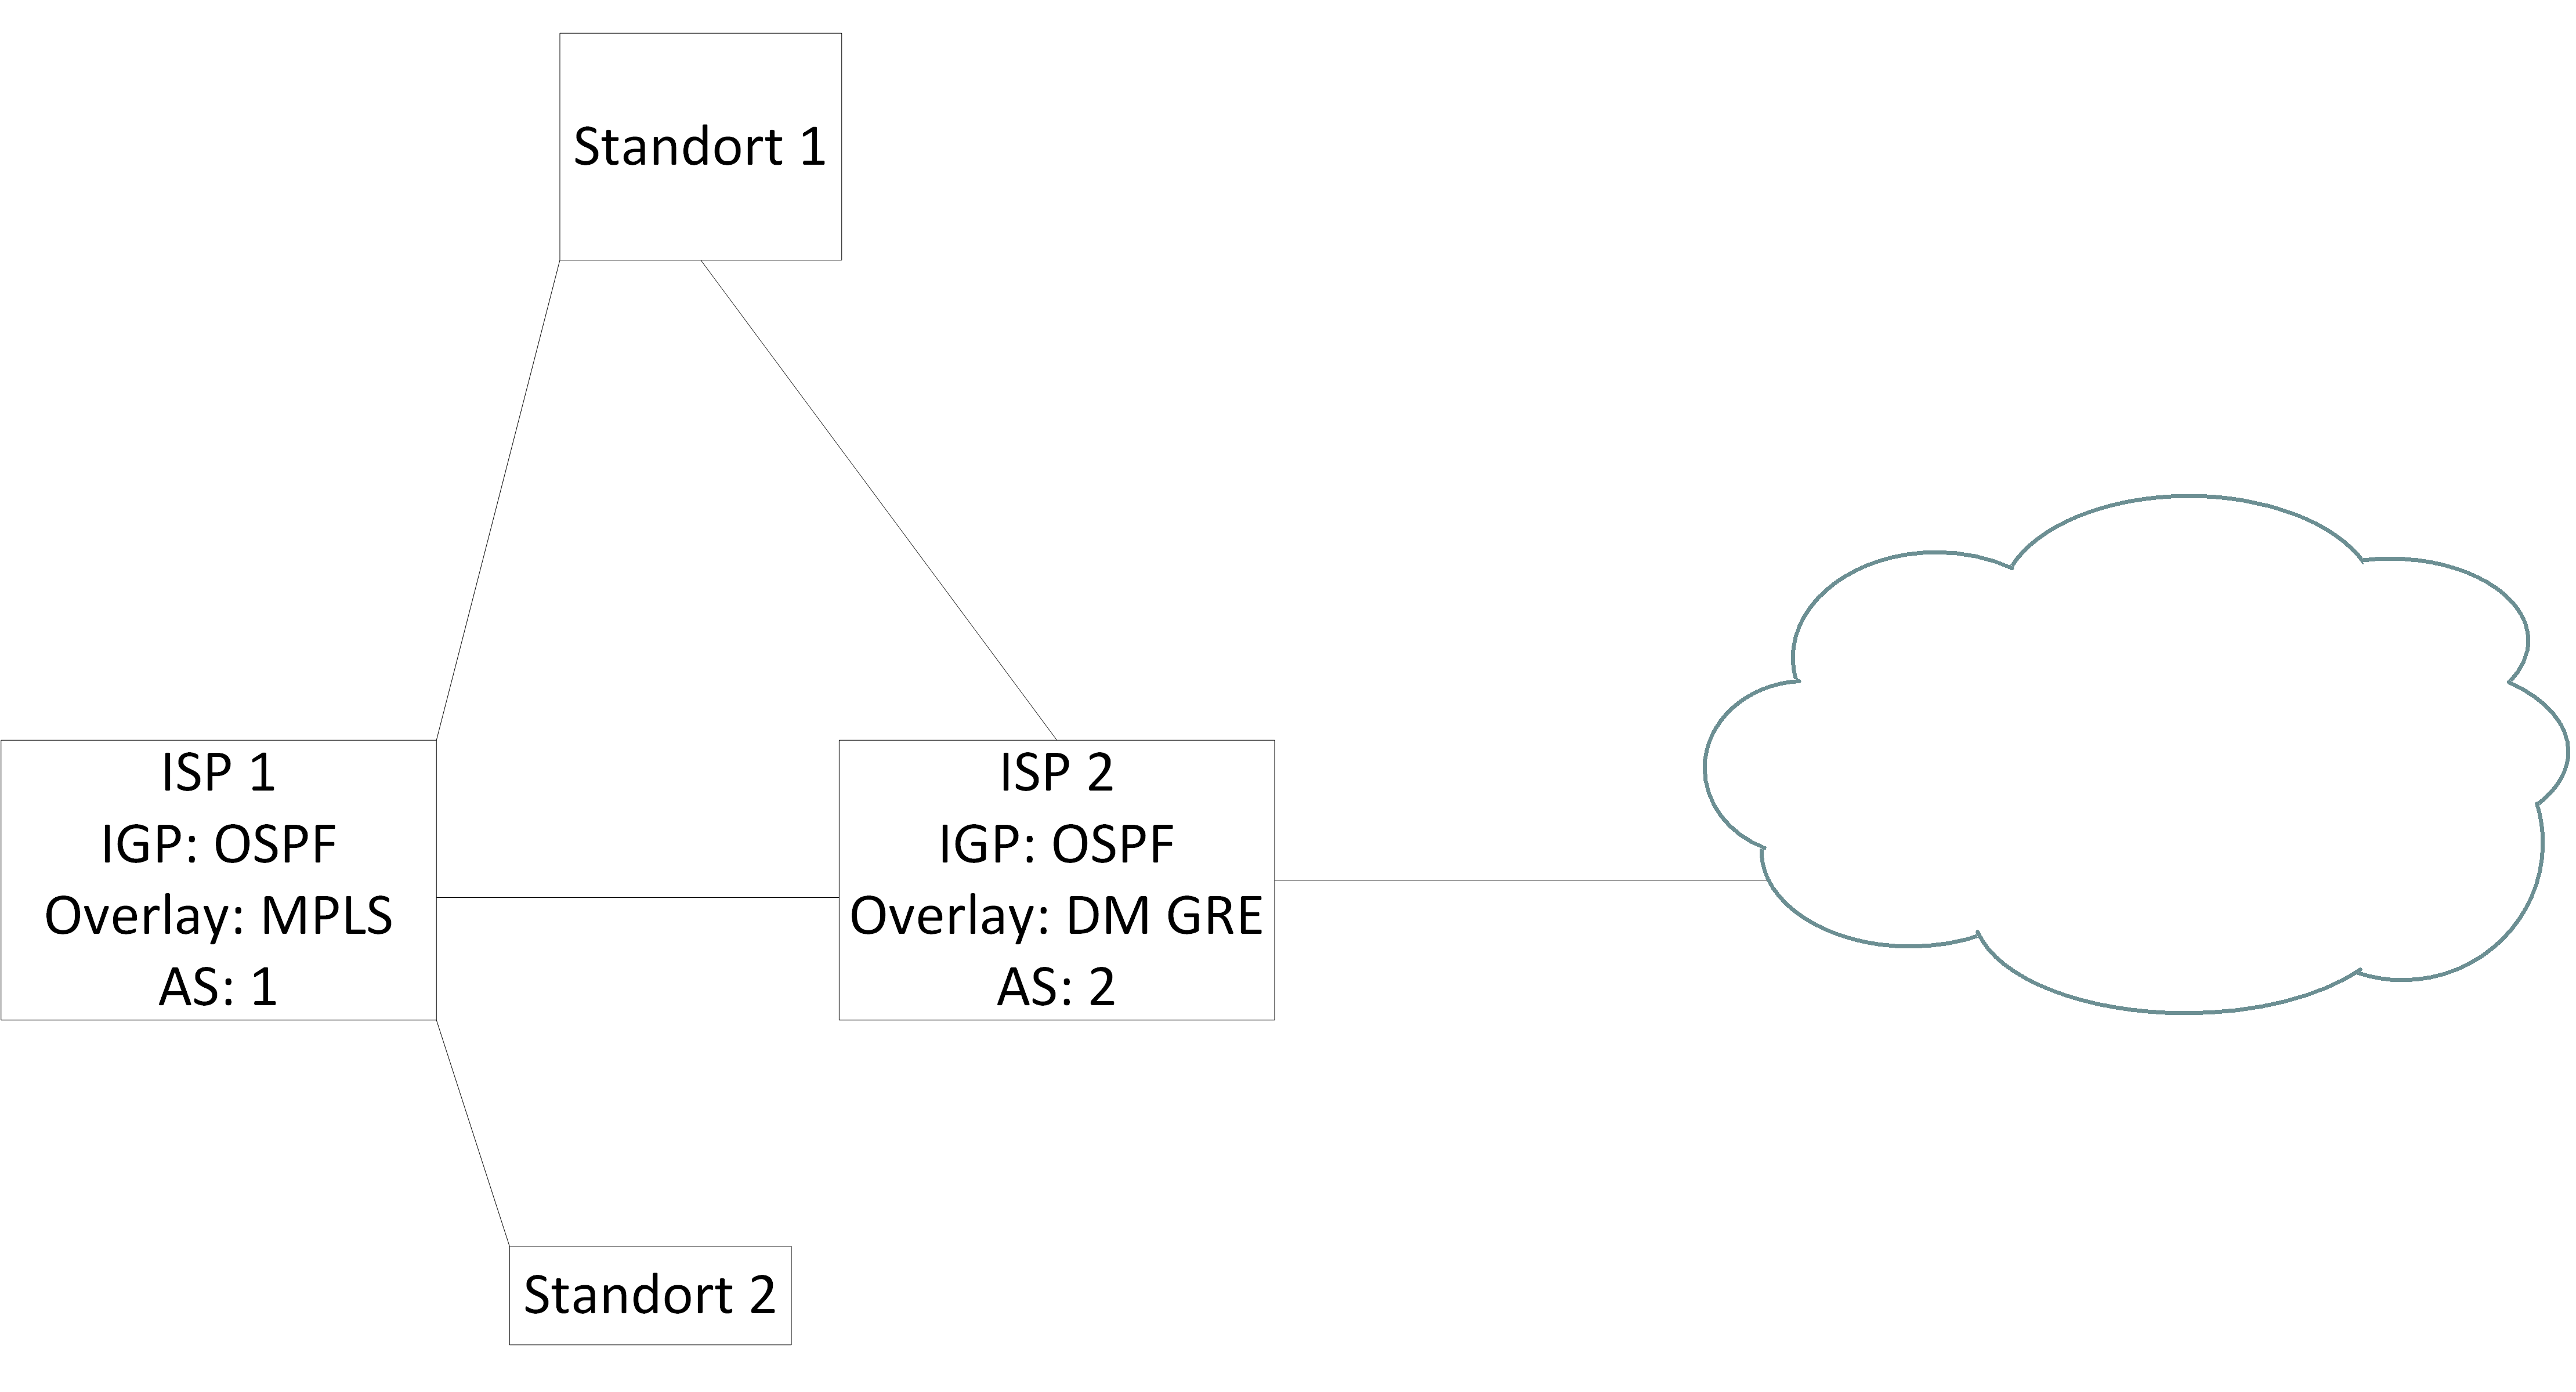 Standort 1
ISP 1
IGP: OSPF
Overlay: MPLS
AS: 1
ISP 2
IGP: OSPF
Overlay: DM GRE
AS: 2
Standort 2